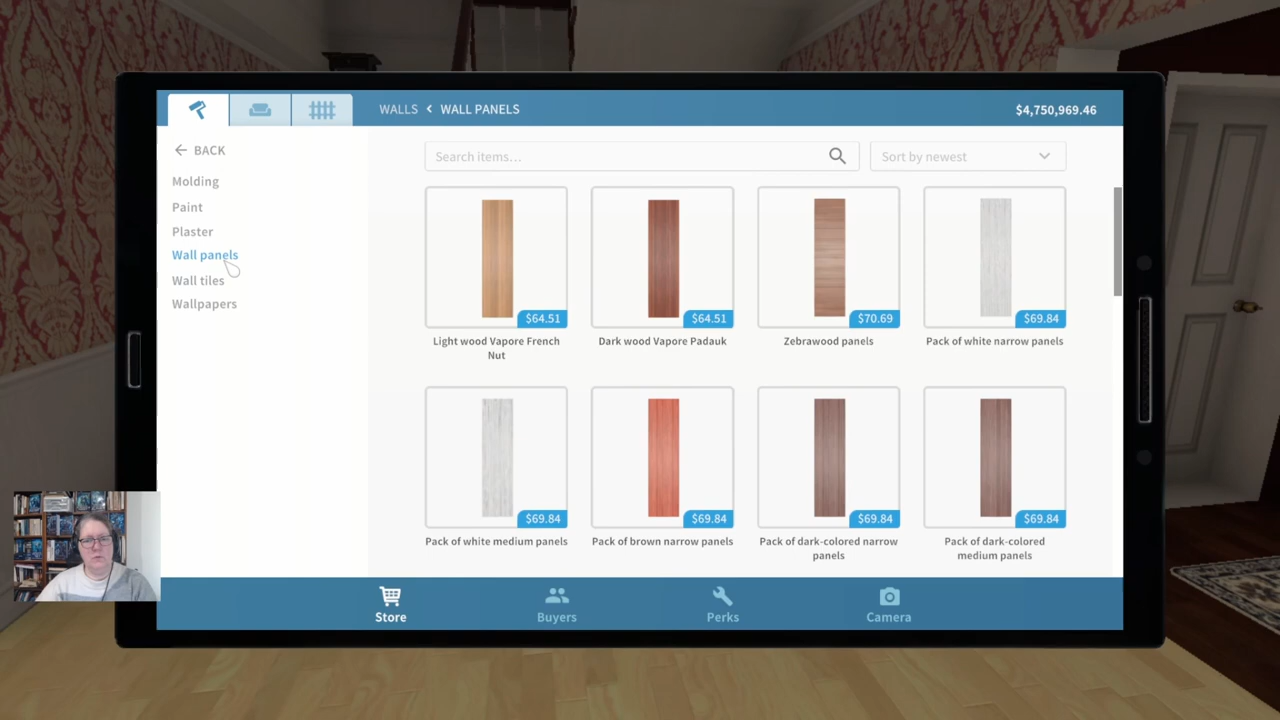 WALLS < WALL PANELS
$4,750,969.46
BACK
Search items...
Sort by newest
Molding
Paint
Plaster
Wall panels
Wall tiles
Wallpapers
$64.51
$64.51
$70.69
$69.84
Light wood Vapore French
Nut
Dark wood Vapore Padauk
Zebrawood panels
Pack of white narrow panels
$69.84
$69.84
$69.84
$69.84
Pack of white medium panels
Pack of brown narrow panels
Pack of dark-colored narrow
panels
Pack of dark-colored
medium panels
Store
Buyers
Perks
Camera